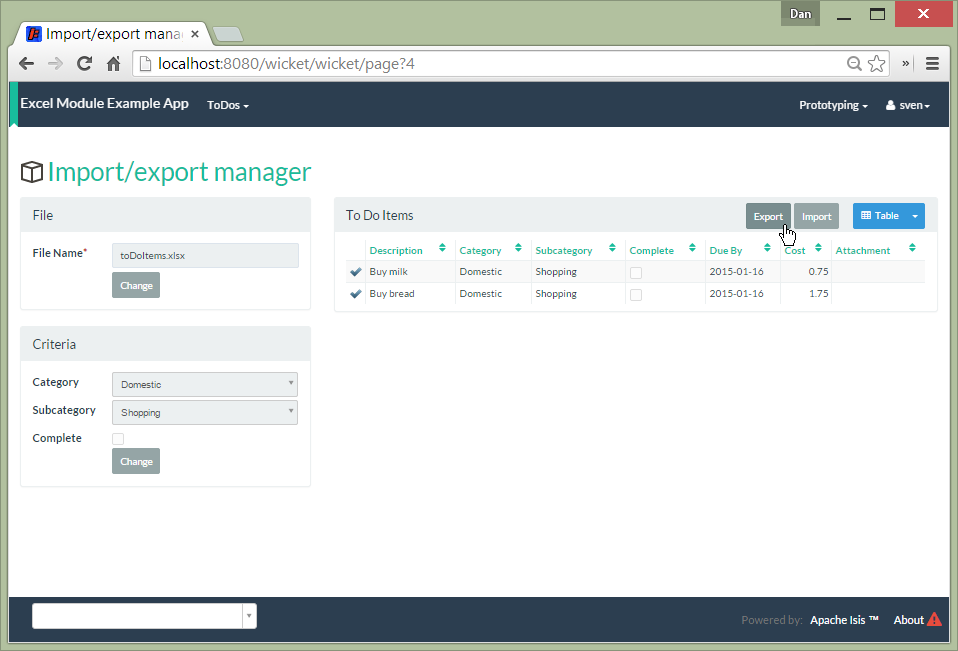 Dan
Import/export mana
localhost:8080/wicket/wicket/page?4
Excel Module Example App ToDos Prototyping sven
Import/export manager
File
File Name* toDoItems.xlsx
Change
Criteria
Category Domestic
Subcategory Shopping
Complete
Change
To Do Items Export Import Table
Description Category Subcategory Complete Due By Cost Attachment
Buy milk Domestic Shopping 2015-01-16 0.75
Buy bread Domestic Shopping 2015-01-16 1.75
Powered by: Apache Isis ™ About